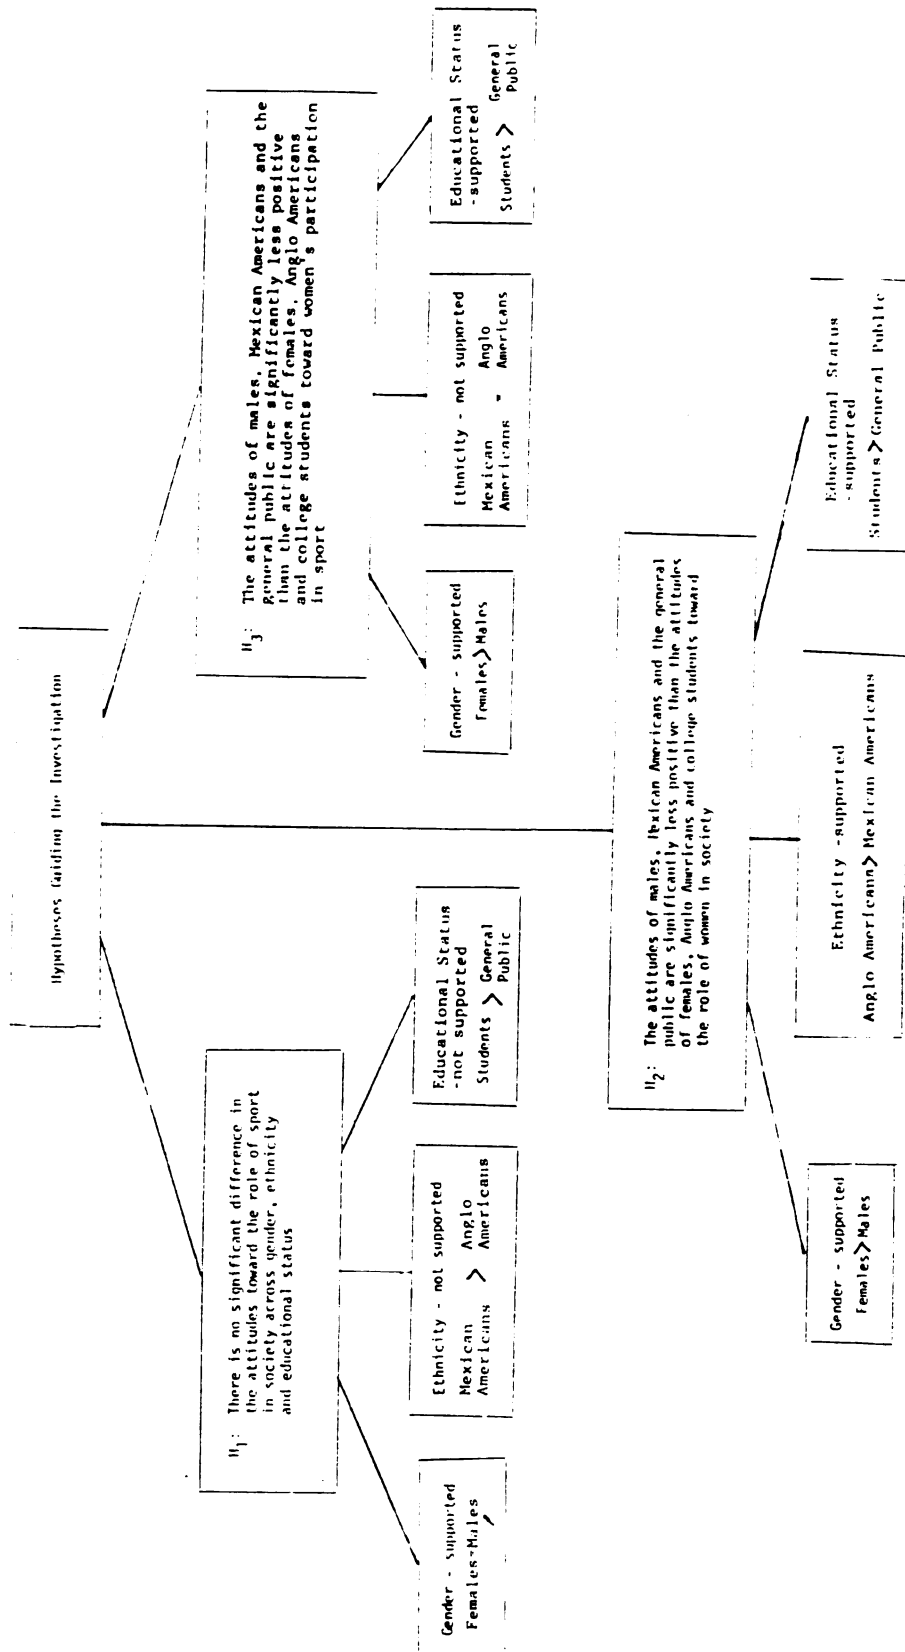 Hypotheses Guiding the Investigation
H1: There is no significant difference in
the attitudes toward the role of sport
in society across gender, ethnicity
and educational status
Gender - supported
Females=Males
Ethnicity - not supported
Mexican > Anglo
Americans Americans
Educational Status
-not supported
Students > General
Public
H2: The attitudes of males, Mexican Americans and the general
public are significantly less positive than the attitudes
of females, Anglo Americans and college students toward
the role of women in society
Gender - supported
Females>Males
Ethnicity -supported
Anglo Americans> Mexican Americans
Educational Status
-supported
Students>General Public
H3: The attitudes of males, Mexican Americans and the
general public are significantly less positive
than the attitudes of females, Anglo Americans
and college students toward women's participation
in sport
Gender - supported
Females>Males
Ethnicity - not supported
Mexican = Anglo
Americans Americans
Educational Status
-supported
Students > General
Public